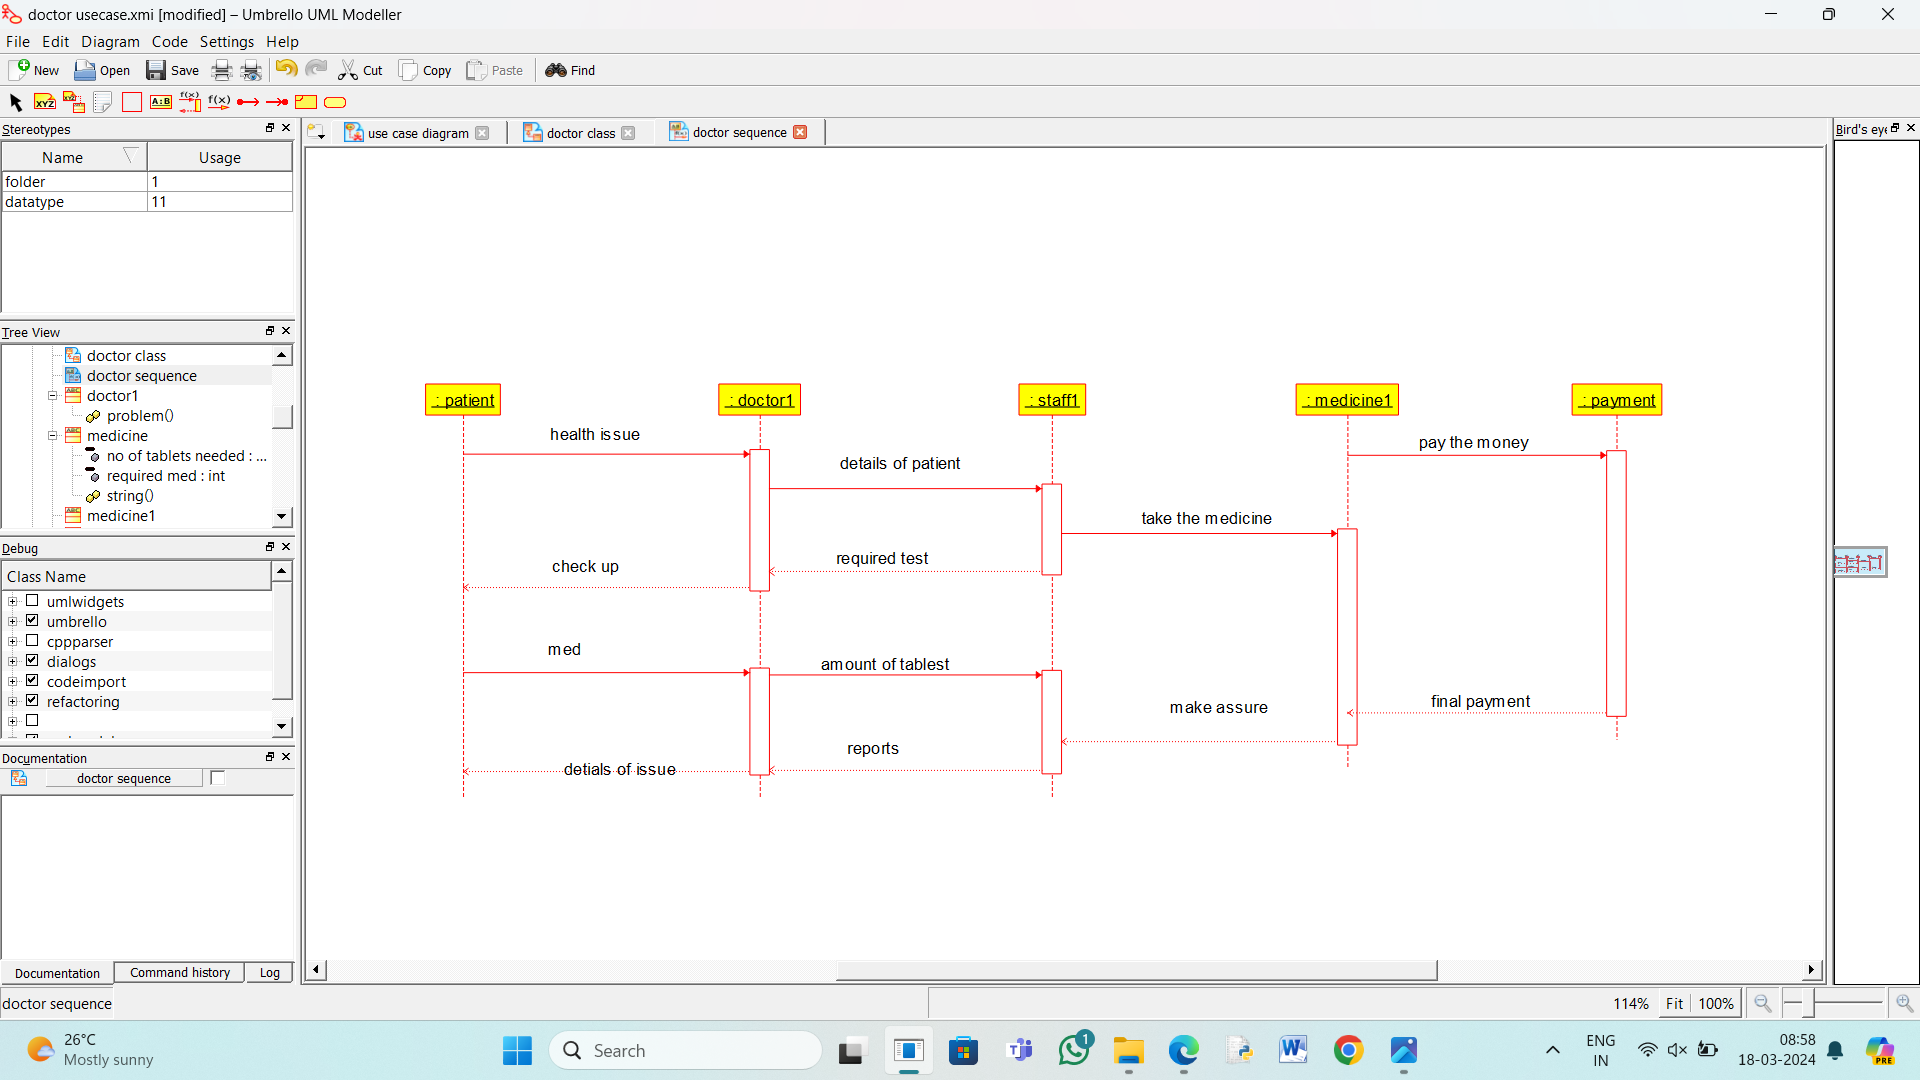 doctor usecase.xmi [modified] – Umbrello UML Modeller
File Edit Diagram Code Settings Help
New Open Save Cut Copy Paste Find
XYZ A:B f(x) f(x)
Stereotypes
Name Usage
folder 1
datatype 11
Tree View
doctor class
doctor sequence
doctor1
problem()
medicine
no of tablets needed : ...
required med : int
string()
medicine1
Debug
Class Name
umlwidgets
umbrello
cppparser
dialogs
codeimport
refactoring
Documentation
doctor sequence
Documentation Command history Log
doctor sequence
use case diagram doctor class doctor sequence
Bird's eye
: patient : doctor1 : staff1 : medicine1 : payment
health issue
pay the money
details of patient
take the medicine
required test
check up
med
amount of tablest
final payment
make assure
reports
detials of issue
114% Fit 100%
26°C
Mostly sunny
Search
1
ENG
IN
08:58
18-03-2024
PRE